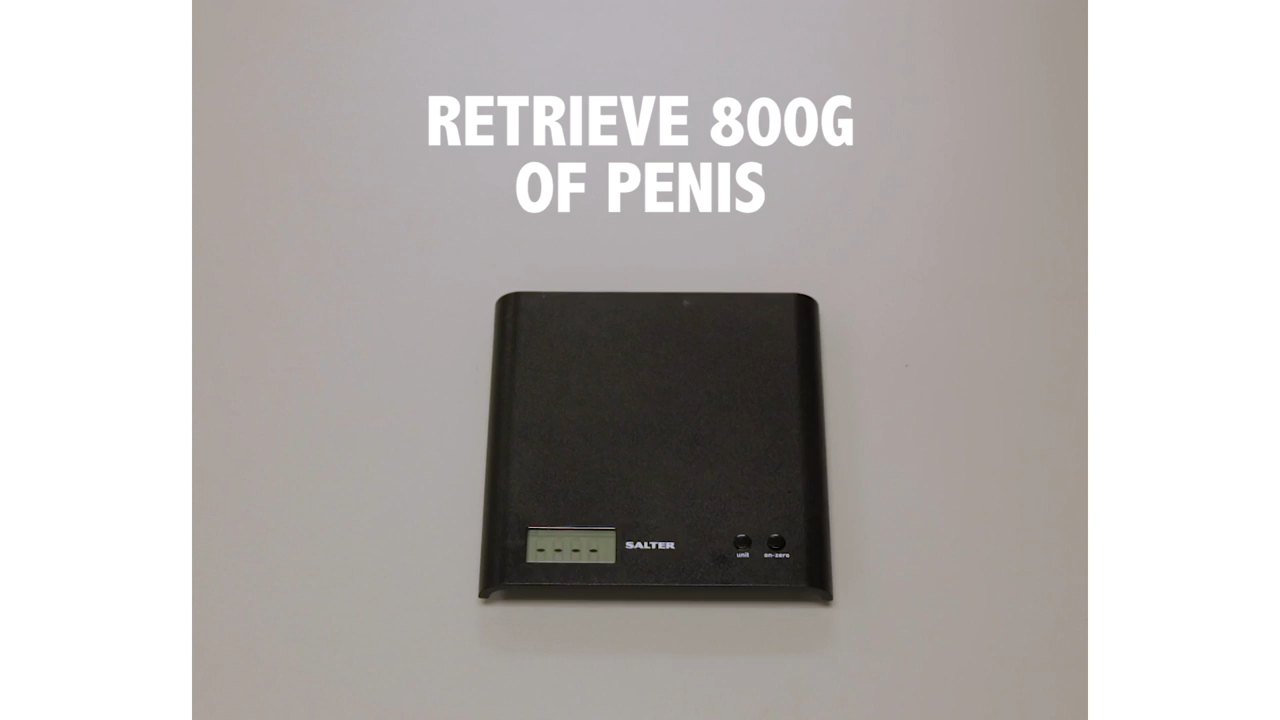 RETRIEVE 800G
OF PENIS
----
SALTER
unit
on-zero